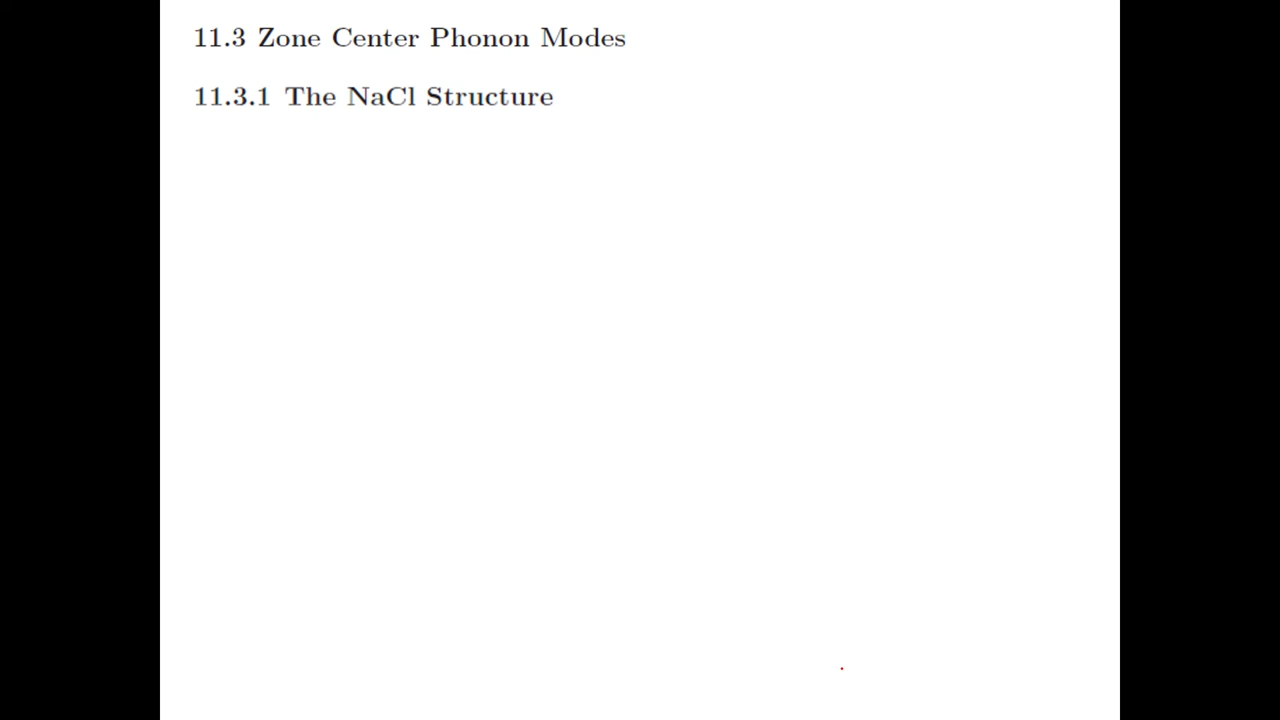 11.3 Zone Center Phonon Modes
11.3.1 The NaCl Structure